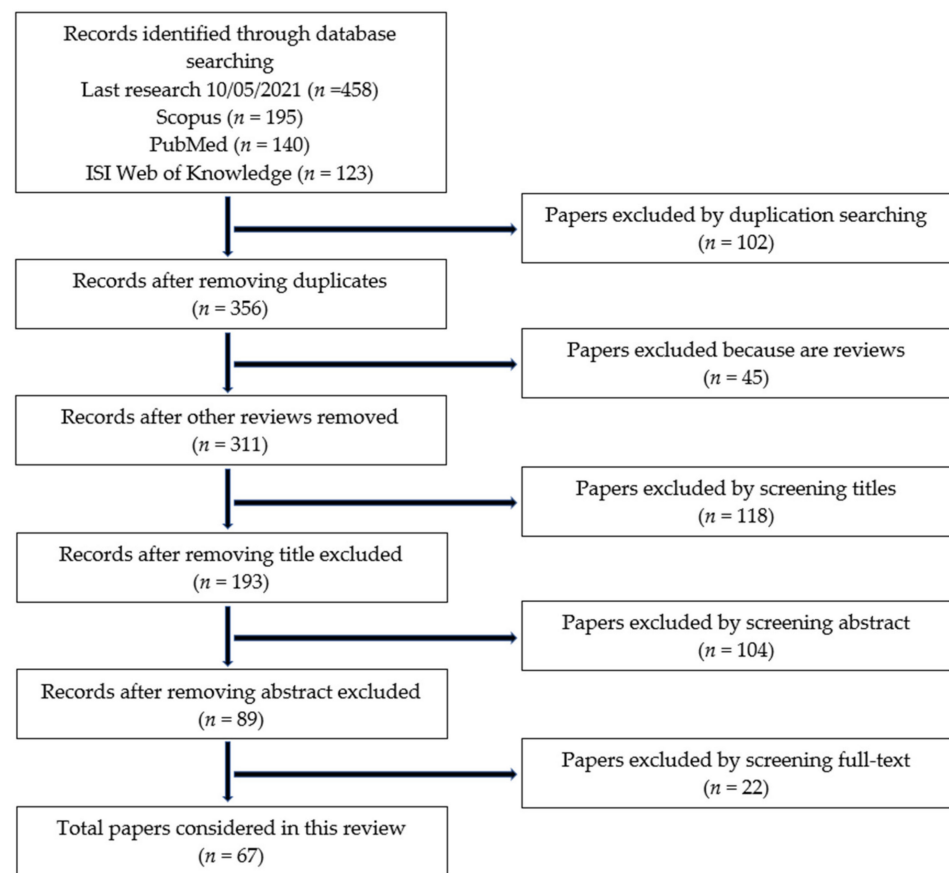 Records identified through database
searching
Last research 10/05/2021 (n =458)
Scopus (n = 195)
PubMed (n = 140)
ISI Web of Knowledge (n = 123)
Papers excluded by duplication searching
(n = 102)
Records after removing duplicates
(n = 356)
Papers excluded because are reviews
(n = 45)
Records after other reviews removed
(n = 311)
Papers excluded by screening titles
(n = 118)
Records after removing title excluded
(n = 193)
Papers excluded by screening abstract
(n = 104)
Records after removing abstract excluded
(n = 89)
Papers excluded by screening full-text
(n = 22)
Total papers considered in this review
(n = 67)